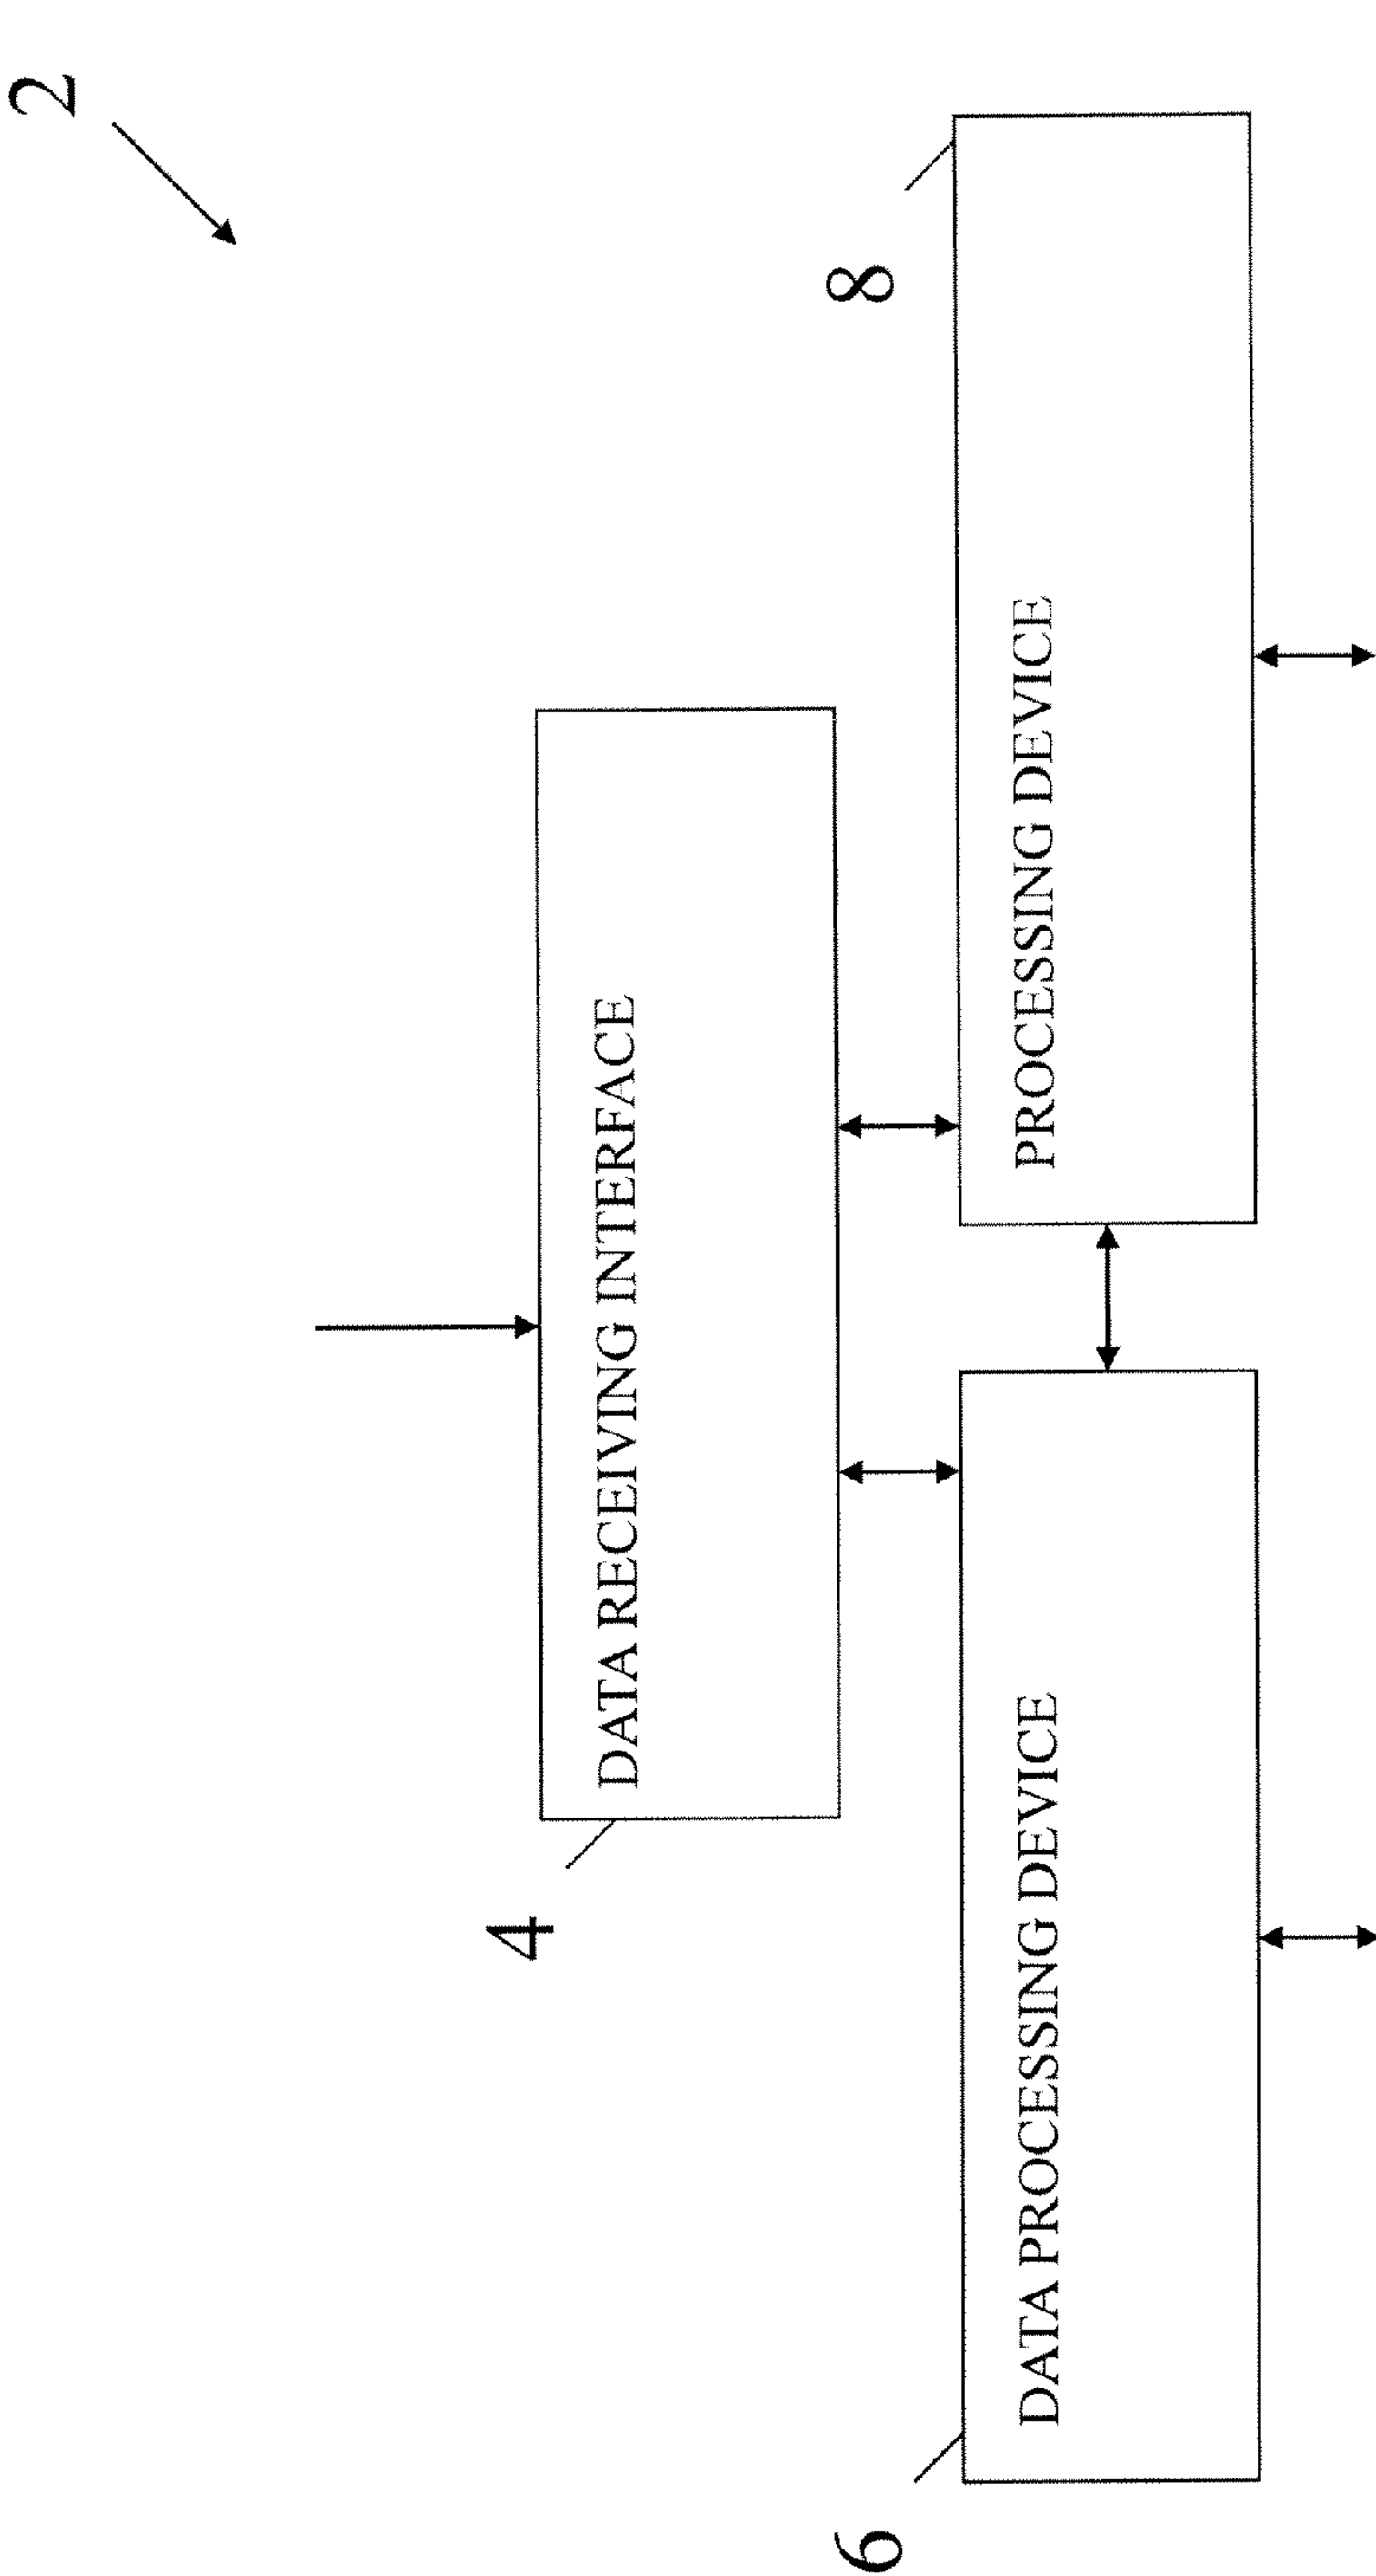 2
4
DATA RECEIVING INTERFACE
8
6
DATA PROCESSING DEVICE
PROCESSING DEVICE